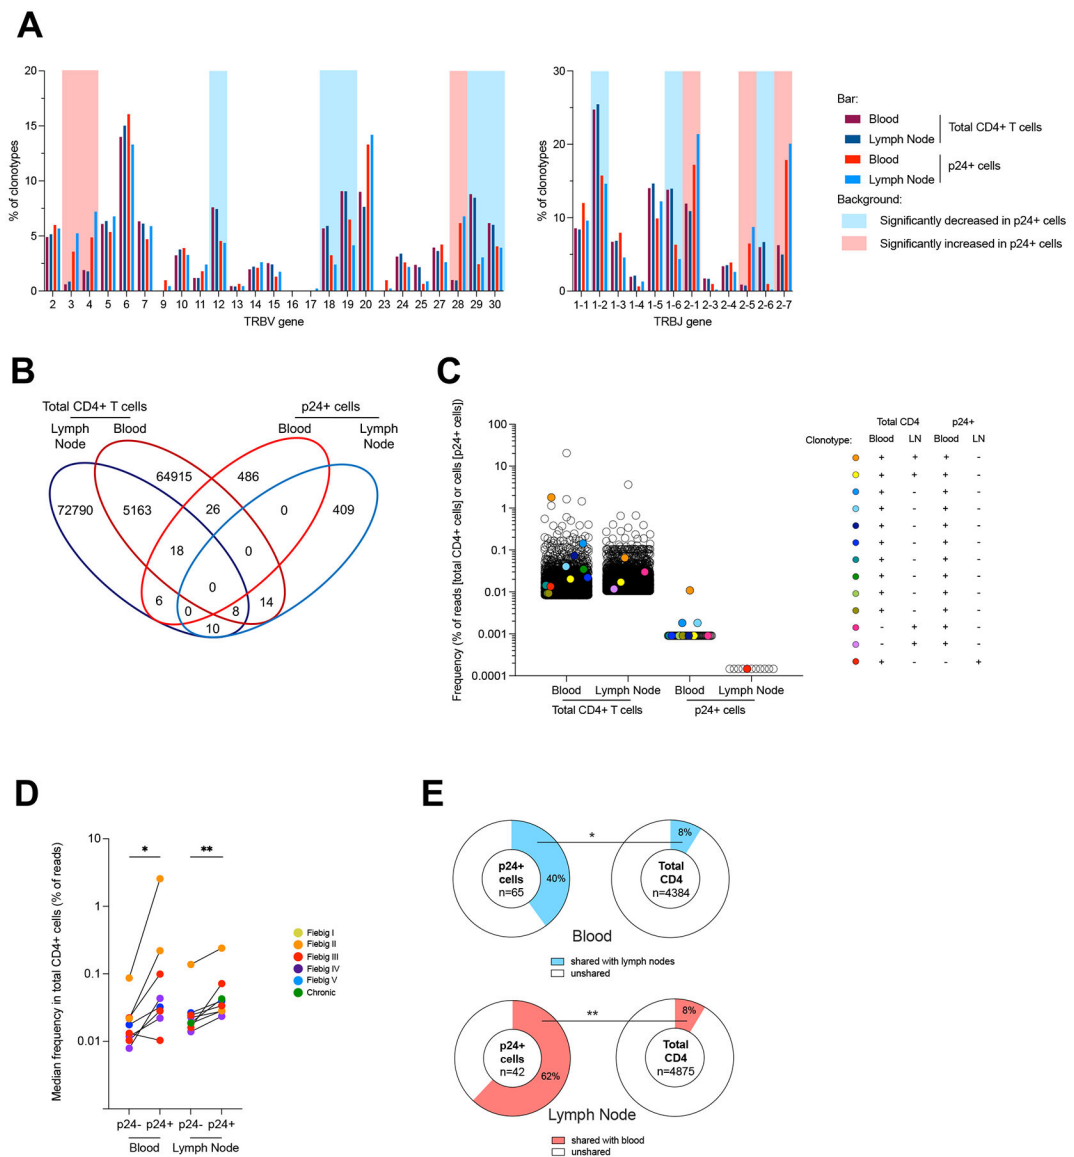 A
20
15
10
5
0
% of clonotypes
2 3 4 5 6 7 9 10 11 12 13 14 15 16 17 18 19 20 23 24 25 27 28 29 30
TRBV gene
30
20
10
0
% of clonotypes
1-1 1-2 1-3 1-4 1-5 1-6 2-1 2-3 2-4 2-5 2-6 2-7
TRBJ gene
Bar:
Blood
Lymph Node
Total CD4+ T cells
Blood
Lymph Node
p24+ cells
Background:
Significantly decreased in p24+ cells
Significantly increased in p24+ cells
B
Total CD4+ T cells
p24+ cells
Lymph Node
Blood
Blood
Lymph Node
64915
486
72790
5163
26
0
409
18
0
0
6
0
8
14
10
C
Frequency (% of reads [total CD4+ cells] or cells [p24+ cells])
100
10
1
0.1
0.01
0.001
0.0001
Blood Lymph Node Blood Lymph Node
Total CD4+ T cells p24+ cells
Total CD4 p24+
Clonotype: Blood LN Blood LN
+ + + -
+ + + -
+ - + -
+ - + -
+ - + -
+ - + -
+ - + -
+ - + -
+ - + -
+ - + -
- + + -
- + + -
+ - - +
D
Median frequency in total CD4+ cells (% of reads)
10
1
0.1
0.01
*
**
p24- p24+ p24- p24+
Blood Lymph Node
Fiebig I
Fiebig II
Fiebig III
Fiebig IV
Fiebig V
Chronic
E
p24+
cells
n=65
40%
*
8%
Total
CD4
n=4384
Blood
shared with lymph nodes
unshared
p24+
cells
n=42
62%
**
8%
Total
CD4
n=4875
Lymph Node
shared with blood
unshared